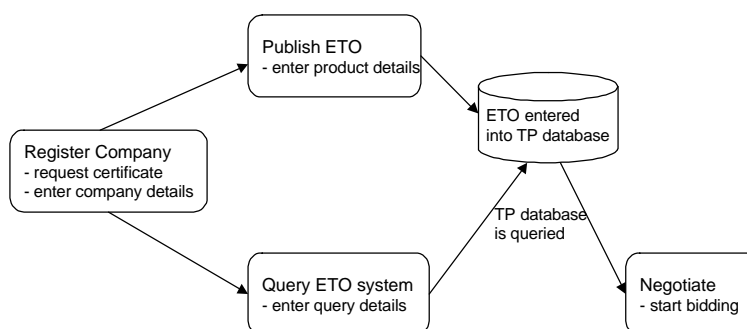 Publish ETO
- enter product details
ETO entered
into TP database
Register Company
- request certificate
- enter company details
TP database
is queried
Query ETO system
- enter query details
Negotiate
- start bidding